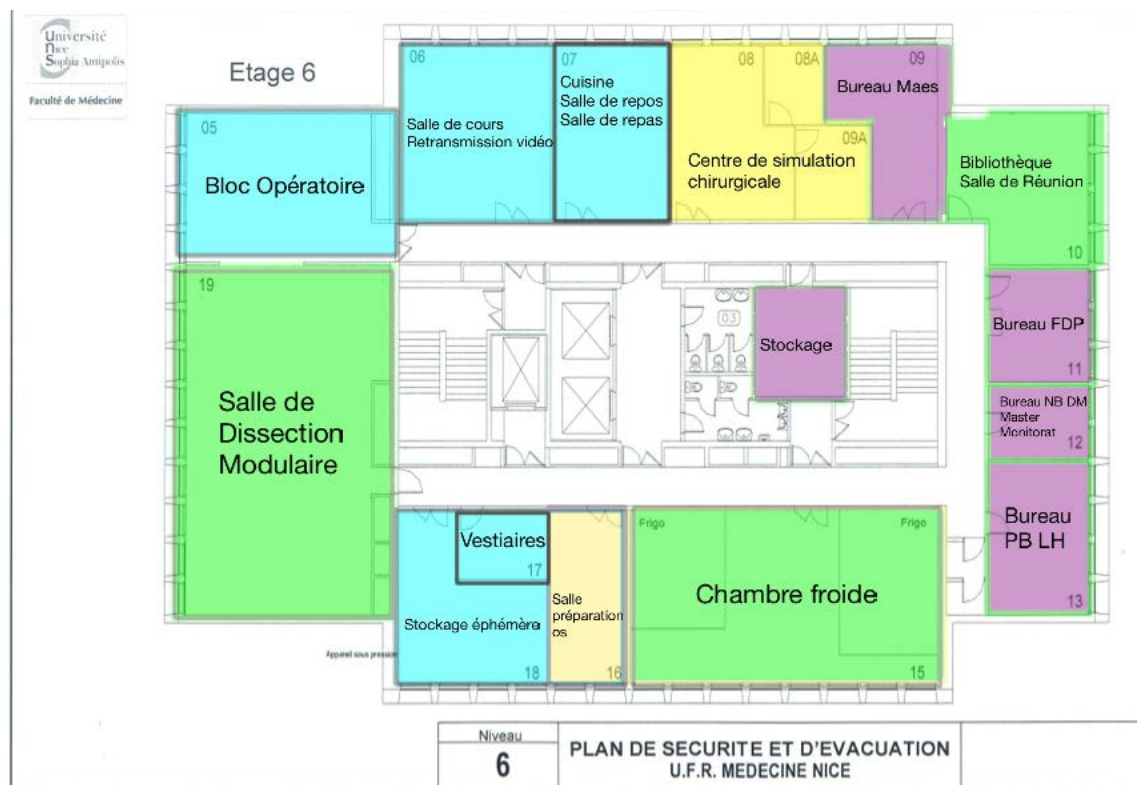 Université
Nice
Sophia Antipolis
Faculté de Médecine
Etage 6
05
Bloc Opératoire
06
Salle de cours
Retransmission vidéo
07
Cuisine
Salle de repos
Salle de repas
08
08A
09
Bureau Maes
09A
Centre de simulation
chirurgicale
Bibliothèque
Salle de Réunion
10
19
Salle de
Dissection
Modulaire
03
Stockage
Bureau FDP
11
Bureau NB DM
Master
Monitorat
12
Bureau
PB LH
13
Vestiaires
17
Stockage éphémère
18
Appareil sous pression
Salle
préparation
os
16
Frigo
Frigo
Chambre froide
15
Niveau
6
PLAN DE SECURITE ET D'EVACUATION
U.F.R. MEDECINE NICE